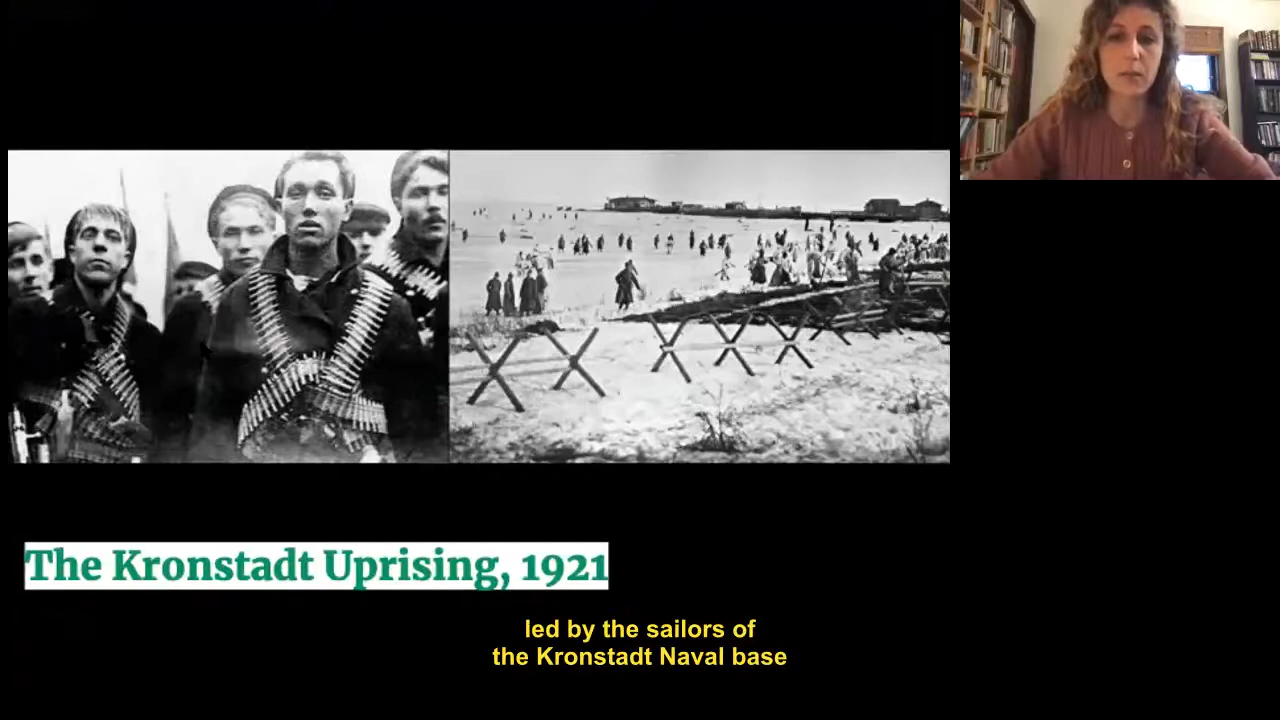 The Kronstadt Uprising, 1921
led by the sailors of
the Kronstadt Naval base